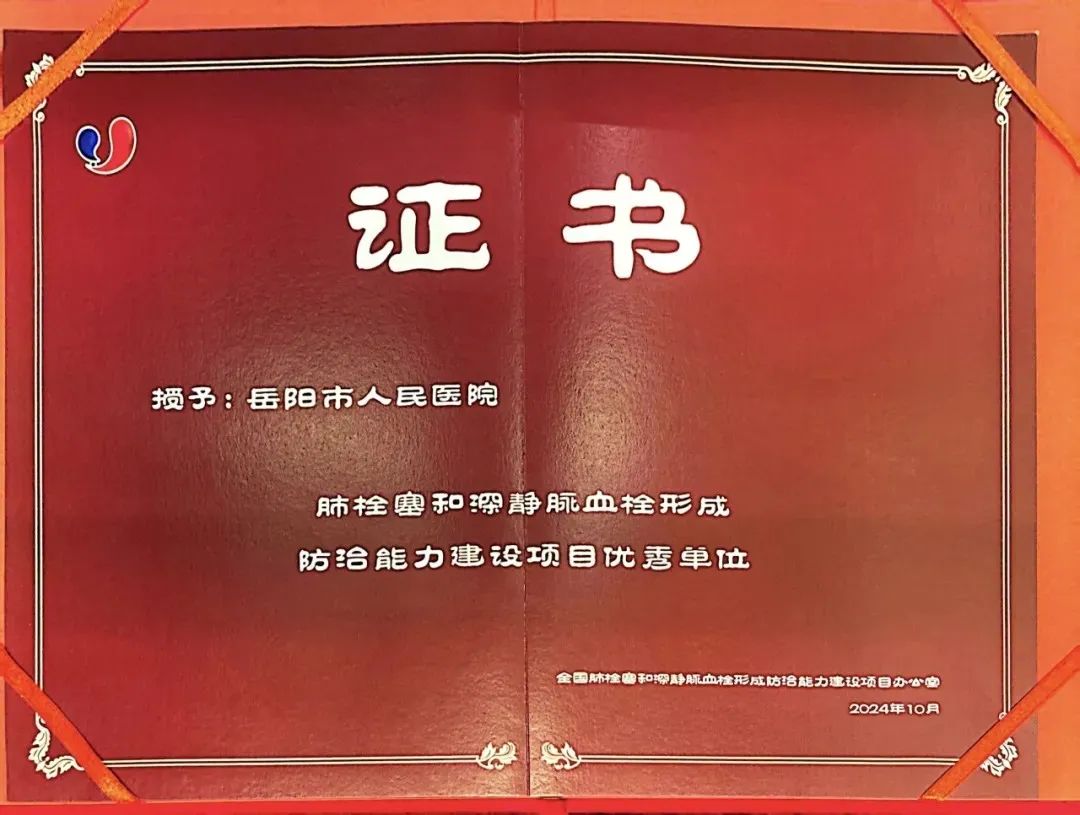 证书
授予：岳阳市人民医院
肺栓塞和深静脉血栓形成
防治能力建设项目优秀单位
全国肺栓塞和深静脉血栓形成防治能力建设项目办公室
2024年10月